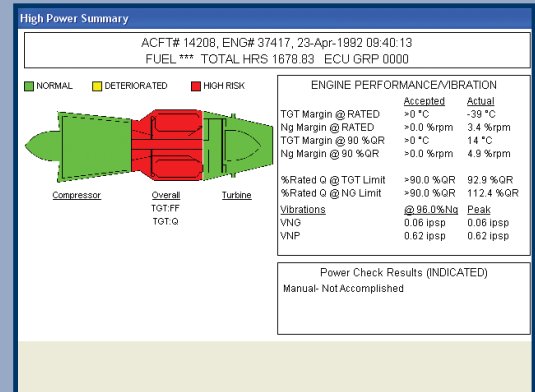 High Power Summary
ACFT# 14208, ENG# 37417, 23-Apr-1992 09:40:13
FUEL *** TOTAL HRS 1678.83 ECU GRP 0000
NORMAL DETERIORATED HIGH RISK
Compressor Overall Turbine
TGT:FF
TGT:Q
ENGINE PERFORMANCE/VIBRATION
Accepted Actual
TGT Margin @ RATED >0 °C -39 °C
Ng Margin @ RATED >0.0 %rpm 3.4 %rpm
TGT Margin @ 90 %QR >0 °C 14 °C
Ng Margin @ 90 %QR >0.0 %rpm 4.9 %rpm
%Rated Q @ TGT Limit >90.0 %QR 92.9 %QR
%Rated Q @ NG Limit >90.0 %QR 112.4 %QR
Vibrations @ 96.0%Ng Peak
VNG 0.06 ipsp 0.06 ipsp
VNP 0.62 ipsp 0.62 ipsp
Power Check Results (INDICATED)
Manual- Not Accomplished